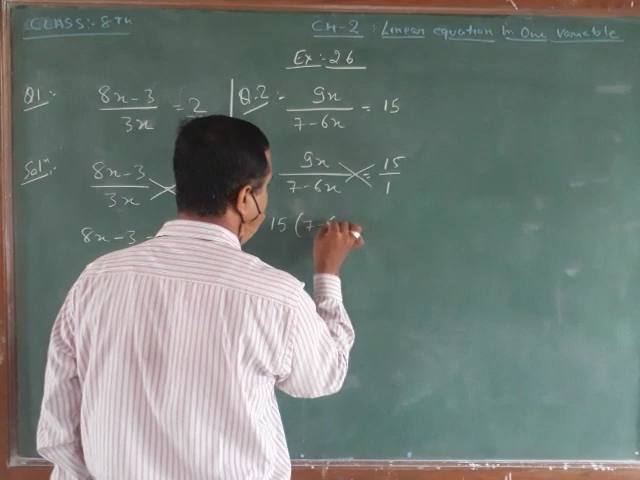 CLASS:- 8th
CH-2 : Linear equation in One variable
Ex:- 2.6
Q1:- 8x-3/3x = 2
Q.2:- 9x/7-6x = 15
Solⁿ:- 8x-3/3x
9x/7-6x = 15/1
8x-3
15(7-6